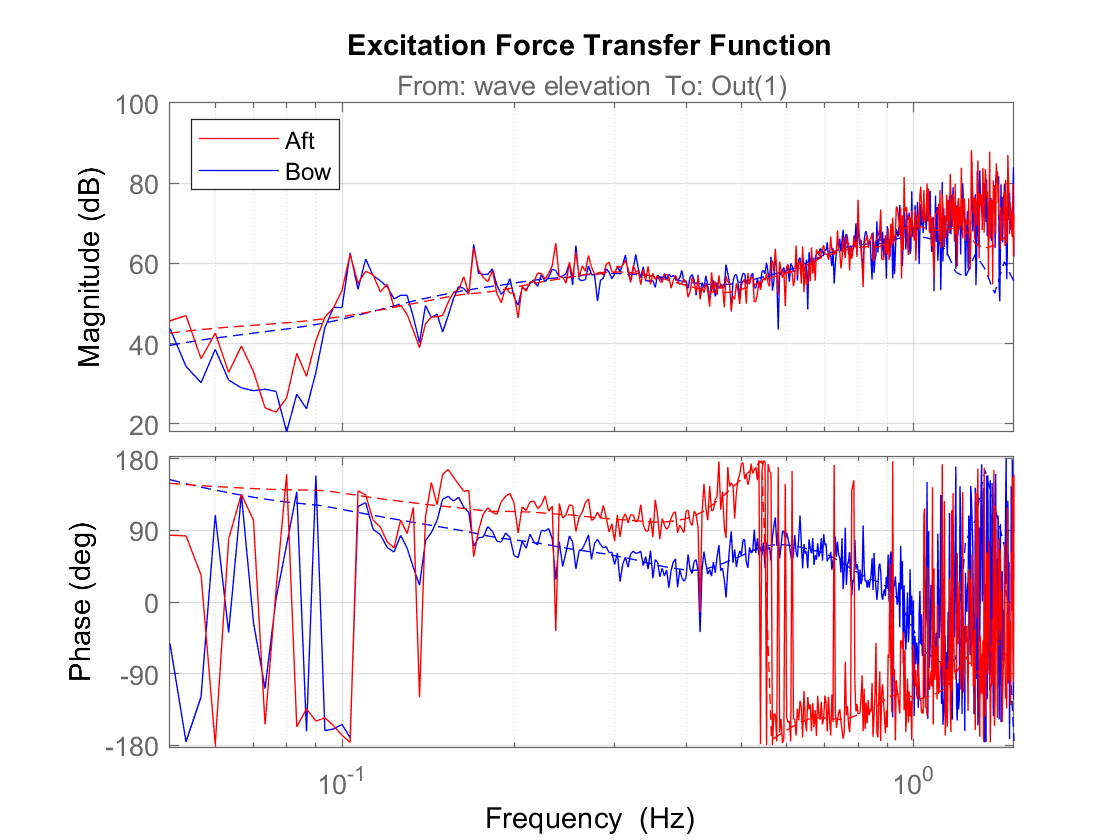 Excitation Force Transfer Function
From: wave elevation  To: Out(1)
100
80
60
40
20
Magnitude (dB)
Aft
Bow
180
90
0
-90
-180
Phase (deg)
10^-1
10^0
Frequency  (Hz)